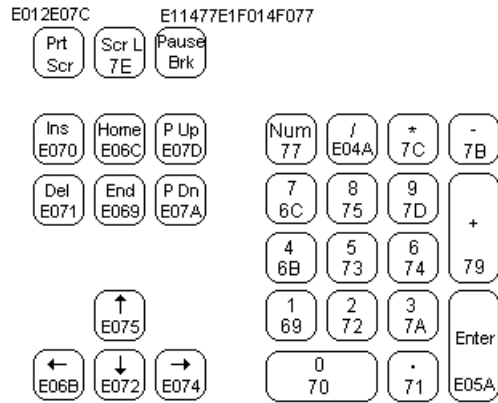 E012E07C E11477E1F014F077
Prt Scr L Pause
Scr 7E Brk
Ins Home P Up Num / * -
E070 E06C E07D 77 E04A 7C 7B
Del End P Dn 7 8 9
E071 E069 E07A 6C 75 7D
+
4 5 6
6B 73 74 79
↑ 1 2 3
E075 69 72 7A
Enter
← ↓ → 0 .
E06B E072 E074 70 71 E05A